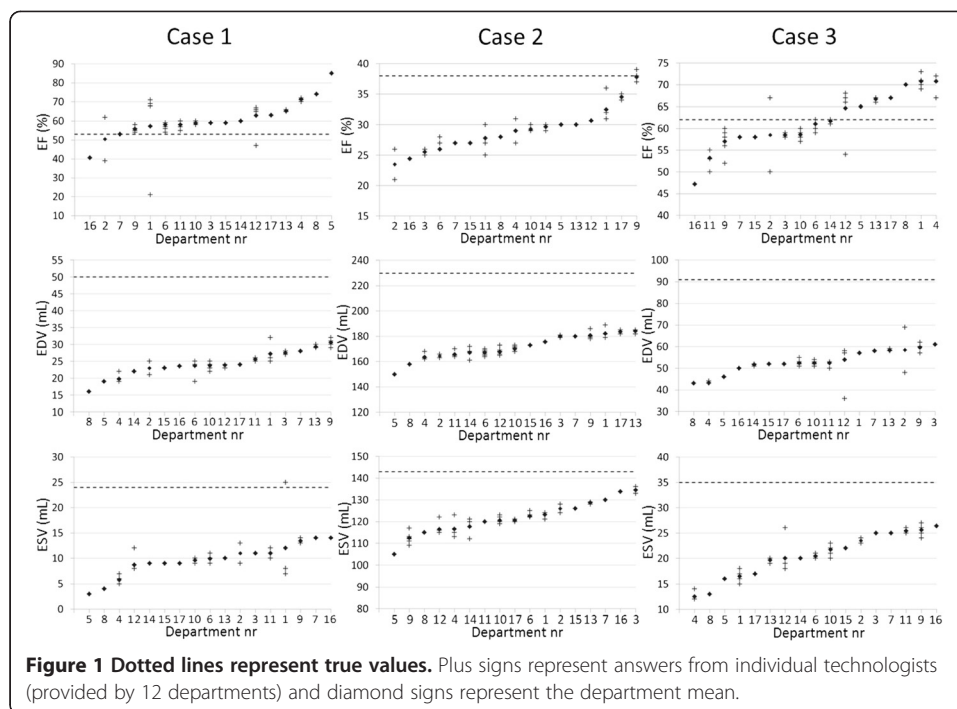 Case 1
Case 2
Case 3
EF (%)
90
80
70
60
50
40
30
20
10
16 2 7 9 1 6 11 10 3 15 14 12 17 13 4 8 5
Department nr
EF (%)
40
35
30
25
20
15
2 16 3 6 7 15 11 8 4 10 14 5 13 12 1 17 9
Department nr
EF (%)
75
70
65
60
55
50
45
40
16 11 9 7 15 2 3 10 6 14 12 5 13 17 8 1 4
Department nr
EDV (mL)
55
50
45
40
35
30
25
20
15
10
8 5 4 14 2 15 16 6 10 12 17 11 1 3 7 13 9
Department nr
EDV (mL)
240
220
200
180
160
140
120
5 8 4 2 11 14 6 12 10 15 16 3 7 9 1 17 13
Department nr
EDV (mL)
100
90
80
70
60
50
40
30
8 4 5 16 14 15 17 6 10 11 12 1 7 13 2 9 3
Department nr
ESV (mL)
30
25
20
15
10
5
0
5 8 4 12 14 15 17 10 6 13 2 3 11 1 9 7 16
Department nr
ESV (mL)
150
140
130
120
110
100
90
80
5 9 8 12 4 14 11 10 17 6 1 2 15 13 7 16 3
Department nr
ESV (mL)
40
35
30
25
20
15
10
4 8 5 1 17 13 12 14 6 10 15 2 3 7 11 9 16
Department nr
Figure 1 Dotted lines represent true values. Plus signs represent answers from individual technologists
(provided by 12 departments) and diamond signs represent the department mean.